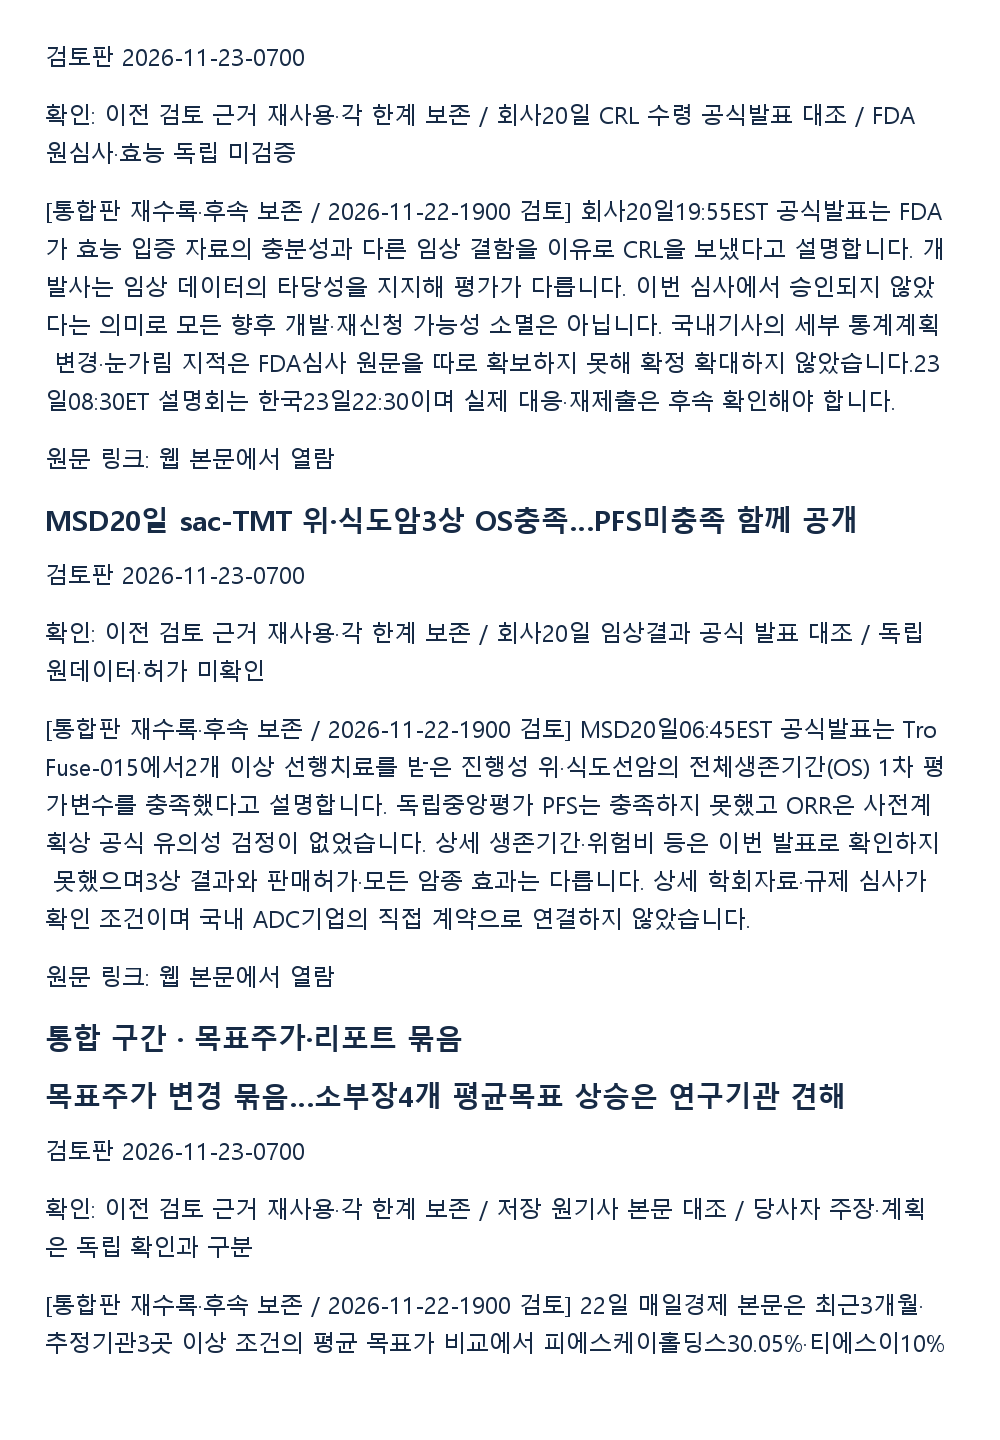 검토판 2026-11-23-0700
확인: 이전 검토 근거 재사용·각 한계 보존 / 회사20일 CRL 수령 공식발표 대조 / FDA
원심사·효능 독립 미검증
[통합판 재수록·후속 보존 / 2026-11-22-1900 검토] 회사20일19:55EST 공식발표는 FDA
가 효능 입증 자료의 충분성과 다른 임상 결함을 이유로 CRL을 보냈다고 설명합니다. 개
발사는 임상 데이터의 타당성을 지지해 평가가 다릅니다. 이번 심사에서 승인되지 않았
다는 의미로 모든 향후 개발·재신청 가능성 소멸은 아닙니다. 국내기사의 세부 통계계획
변경·눈가림 지적은 FDA심사 원문을 따로 확보하지 못해 확정 확대하지 않았습니다.23
일08:30ET 설명회는 한국23일22:30이며 실제 대응·재제출은 후속 확인해야 합니다.
원문 링크: 웹 본문에서 열람
MSD20일 sac-TMT 위·식도암3상 OS충족...PFS미충족 함께 공개
검토판 2026-11-23-0700
확인: 이전 검토 근거 재사용·각 한계 보존 / 회사20일 임상결과 공식 발표 대조 / 독립
원데이터·허가 미확인
[통합판 재수록·후속 보존 / 2026-11-22-1900 검토] MSD20일06:45EST 공식발표는 Tro
Fuse-015에서2개 이상 선행치료를 받은 진행성 위·식도선암의 전체생존기간(OS) 1차 평
가변수를 충족했다고 설명합니다. 독립중앙평가 PFS는 충족하지 못했고 ORR은 사전계
획상 공식 유의성 검정이 없었습니다. 상세 생존기간·위험비 등은 이번 발표로 확인하지
못했으며3상 결과와 판매허가·모든 암종 효과는 다릅니다. 상세 학회자료·규제 심사가
확인 조건이며 국내 ADC기업의 직접 계약으로 연결하지 않았습니다.
원문 링크: 웹 본문에서 열람
통합 구간 · 목표주가·리포트 묶음
목표주가 변경 묶음...소부장4개 평균목표 상승은 연구기관 견해
검토판 2026-11-23-0700
확인: 이전 검토 근거 재사용·각 한계 보존 / 저장 원기사 본문 대조 / 당사자 주장·계획
은 독립 확인과 구분
[통합판 재수록·후속 보존 / 2026-11-22-1900 검토] 22일 매일경제 본문은 최근3개월·
추정기관3곳 이상 조건의 평균 목표가 비교에서 피에스케이홀딩스30.05%·티에스이10%